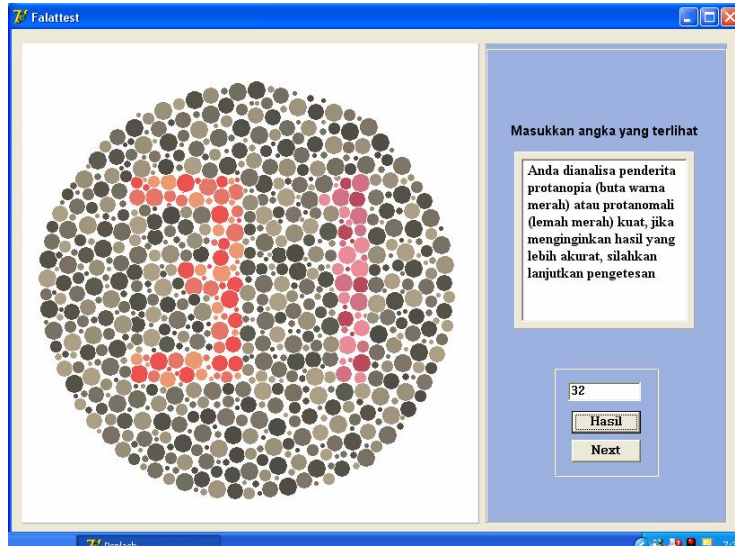 Falattest
Masukkan angka yang terlihat
Anda dianalisa penderita
protanopia (buta warna
merah) atau protanomali
(lemah merah) kuat, jika
menginginkan hasil yang
lebih akurat, silahkan
lanjutkan pengetesan
31
32
Hasil
Next